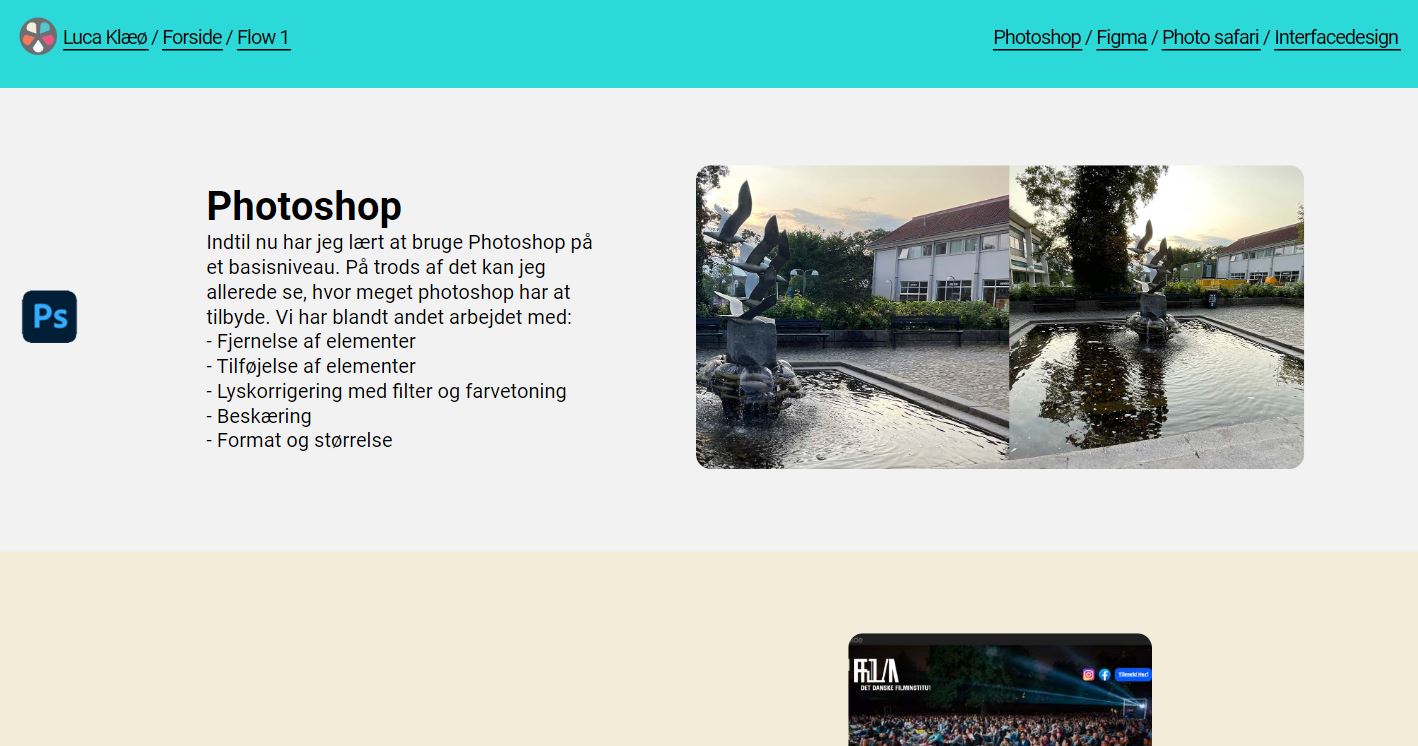 Luca Klæø / Forside / Flow 1
Photoshop / Figma / Photo safari / Interfacedesign
Photoshop
Indtil nu har jeg lært at bruge Photoshop på
et basisniveau. På trods af det kan jeg
allerede se, hvor meget photoshop har at
tilbyde. Vi har blandt andet arbejdet med:
- Fjernelse af elementer
- Tilføjelse af elementer
- Lyskorrigering med filter og farvetoning
- Beskæring
- Format og størrelse
Ps
DET DANSKE FILMINSTITUT
Tilmeld Her!